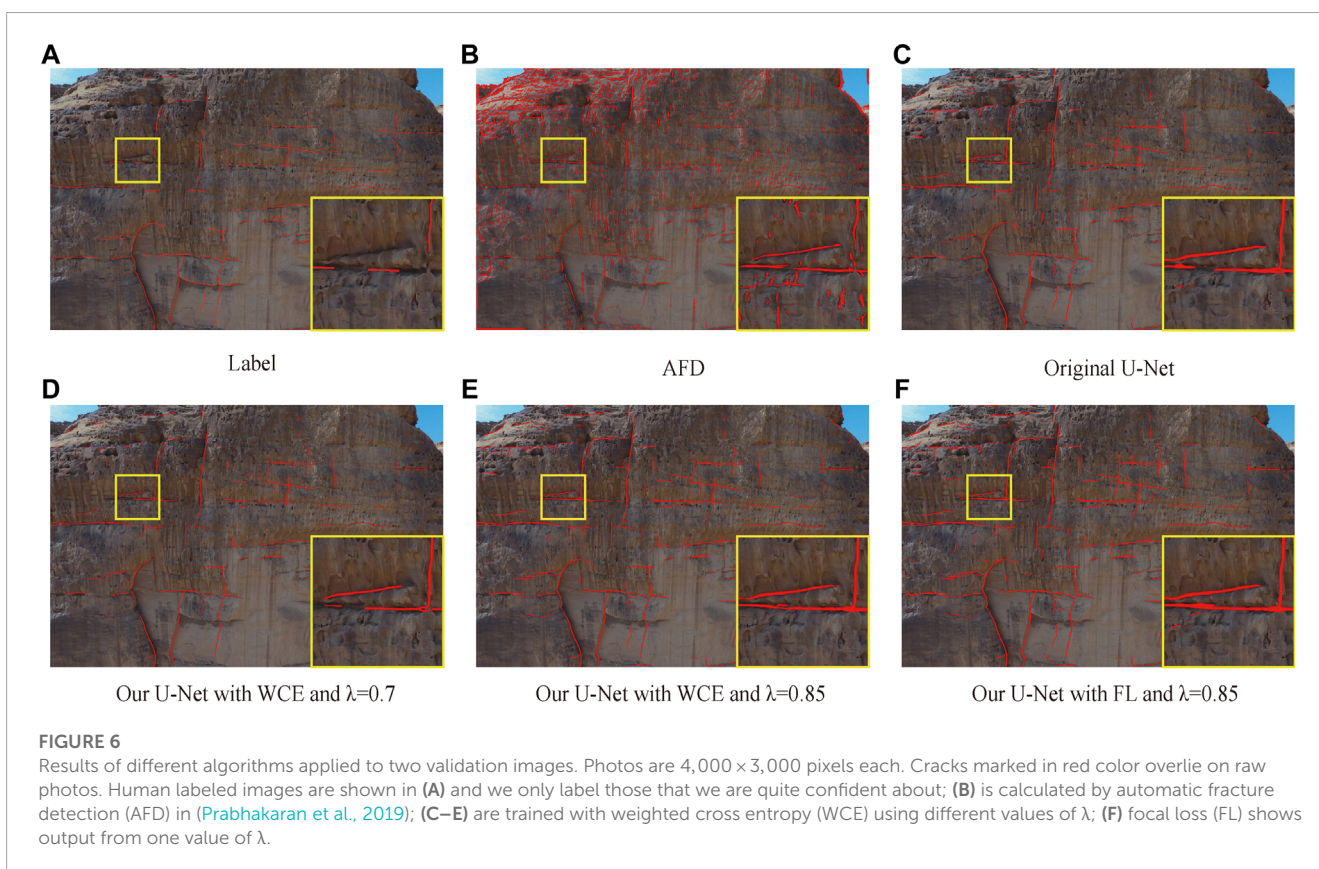 A
B
C
Label
AFD
Original U-Net
D
E
F
Our U-Net with WCE and λ=0.7
Our U-Net with WCE and λ=0.85
Our U-Net with FL and λ=0.85
FIGURE 6
Results of different algorithms applied to two validation images. Photos are 4,000 × 3,000 pixels each. Cracks marked in red color overlie on raw
photos. Human labeled images are shown in (A) and we only label those that we are quite confident about; (B) is calculated by automatic fracture
detection (AFD) in (Prabhakaran et al., 2019); (C–E) are trained with weighted cross entropy (WCE) using different values of λ; (F) focal loss (FL) shows
output from one value of λ.